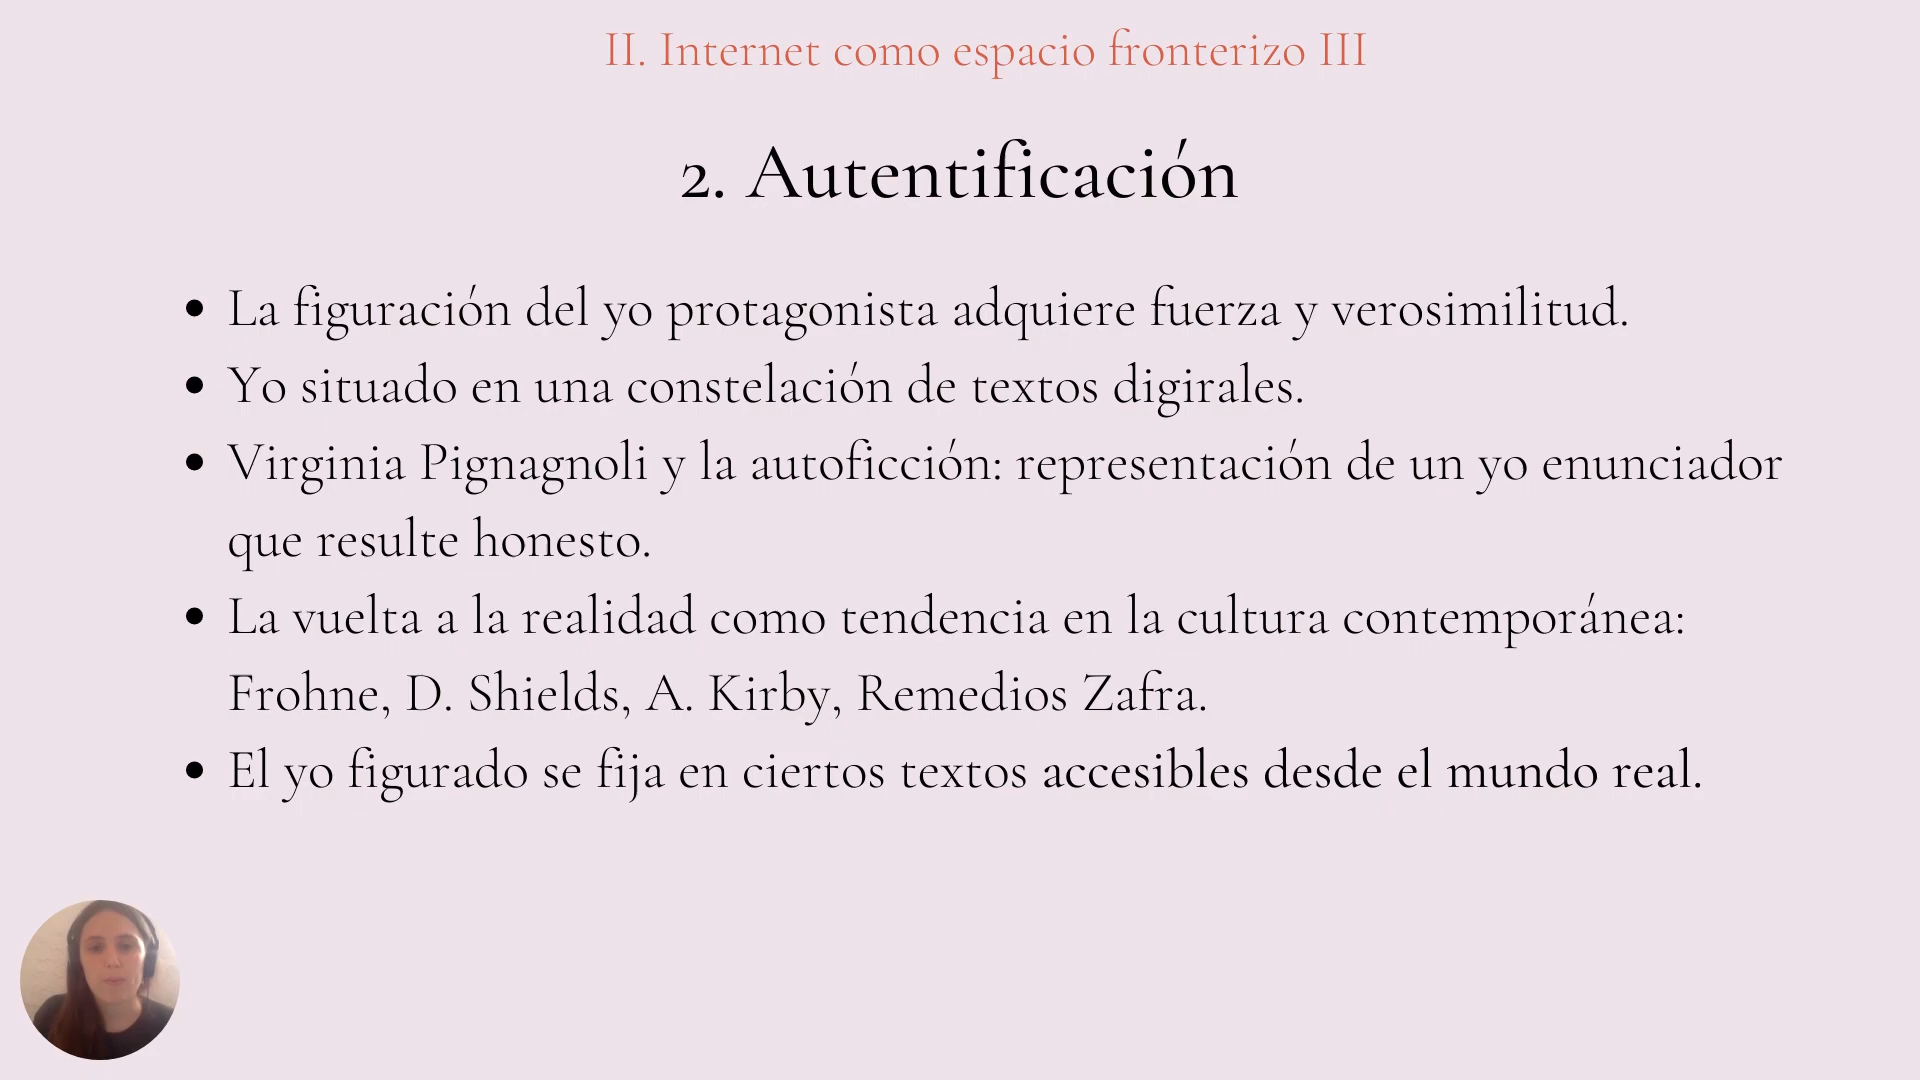 II. Internet como espacio fronterizo III
2. Autentificación
• La figuración del yo protagonista adquiere fuerza y verosimilitud.
• Yo situado en una constelación de textos digirales.
• Virginia Pignagnoli y la autoficción: representación de un yo enunciador
que resulte honesto.
• La vuelta a la realidad como tendencia en la cultura contemporánea:
Frohne, D. Shields, A. Kirby, Remedios Zafra.
• El yo figurado se fija en ciertos textos accesibles desde el mundo real.